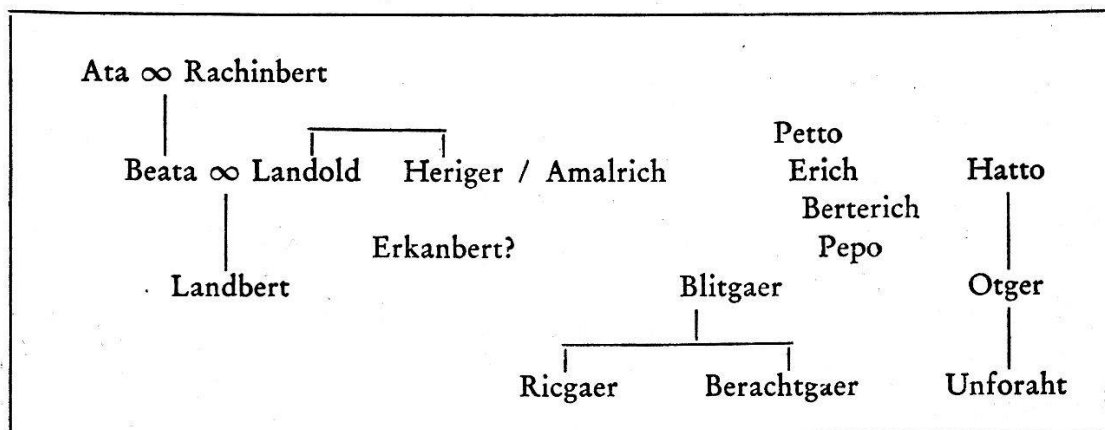 Ata ∞ Rachinbert
Petto
Beata ∞ Landold Heriger / Amalrich Erich Hatto
Berterich
Erkanbert? Pepo
Landbert Blitgaer Otger
Ricgaer Berachtgaer Unforaht